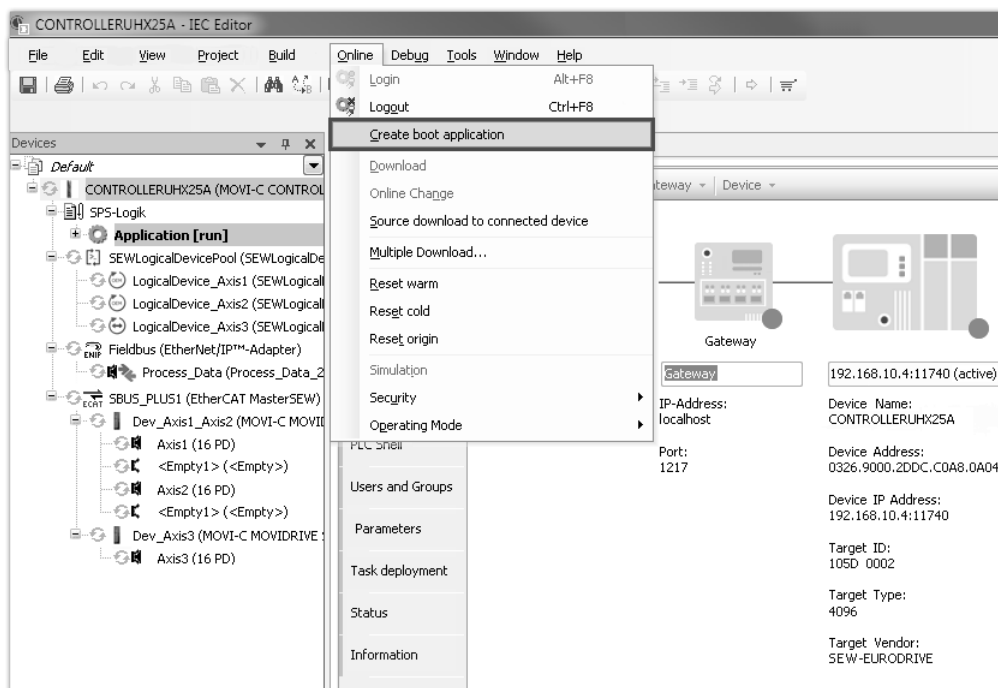 CONTROLLERUHX25A - IEC Editor
File Edit View Project Build Online Debug Tools Window Help
Login Alt+F8
Logout Ctrl+F8
Create boot application
Download
Online Change
Source download to connected device
Multiple Download...
Reset warm
Reset cold
Reset origin
Simulation
Security
Operating Mode
Devices
Default
CONTROLLERUHX25A (MOVI-C CONTROL
SPS-Logik
Application [run]
SEWLogicalDevicePool (SEWLogicalDe
LogicalDevice_Axis1 (SEWLogical
LogicalDevice_Axis2 (SEWLogical
LogicalDevice_Axis3 (SEWLogical
ENIP Fieldbus (EtherNet/IP™-Adapter)
Process_Data (Process_Data_2
ECAT SBUS_PLUS1 (EtherCAT MasterSEW)
Dev_Axis1_Axis2 (MOVI-C MOVI
Axis1 (16 PD)
<Empty1> (<Empty>)
Axis2 (16 PD)
<Empty1> (<Empty>)
Dev_Axis3 (MOVI-C MOVIDRIVE
Axis3 (16 PD)
PLC Shell
Users and Groups
Parameters
Task deployment
Status
Information
teway Device
Gateway
Gateway
IP-Address:
localhost
Port:
1217
192.168.10.4:11740 (active)
Device Name:
CONTROLLERUHX25A
Device Address:
0326.9000.2DDC.C0A8.0A04
Device IP Address:
192.168.10.4:11740
Target ID:
105D 0002
Target Type:
4096
Target Vendor:
SEW-EURODRIVE